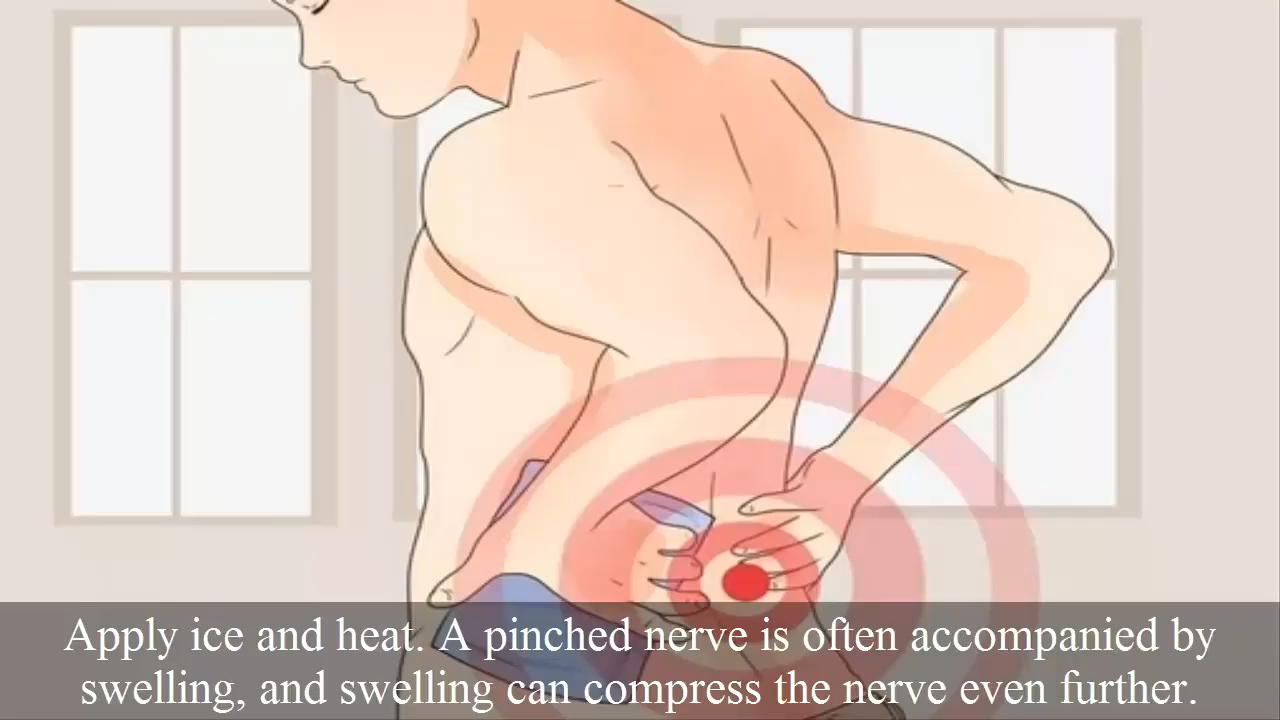 Apply ice and heat. A pinched nerve is often accompanied by
swelling, and swelling can compress the nerve even further.